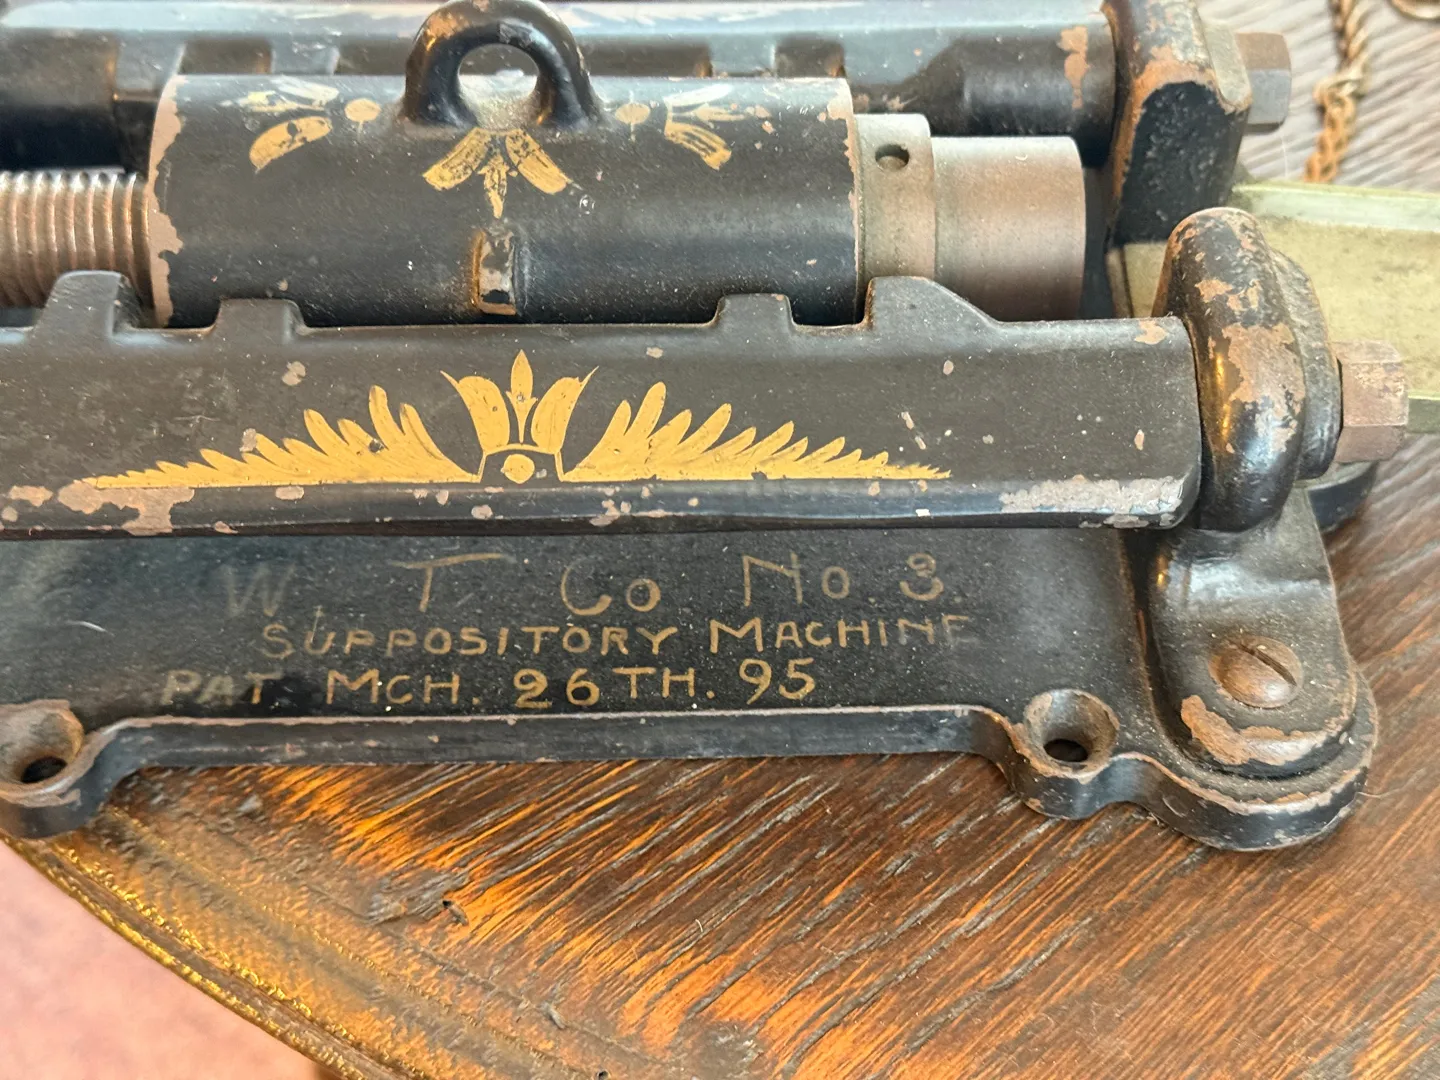 W. T. Co No. 3.
SUPPOSITORY MACHINE
PAT MCH. 26TH. 95